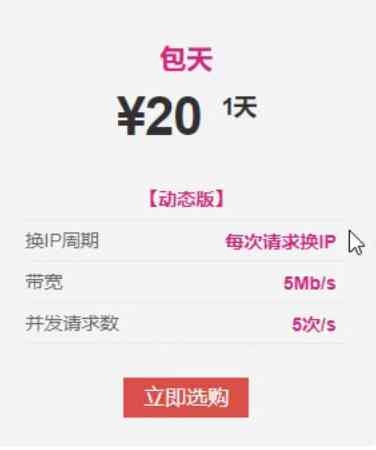 包天
¥20 1天
【动态版】
换IP周期 每次请求换IP
带宽 5Mb/s
并发请求数 5次/s
立即选购